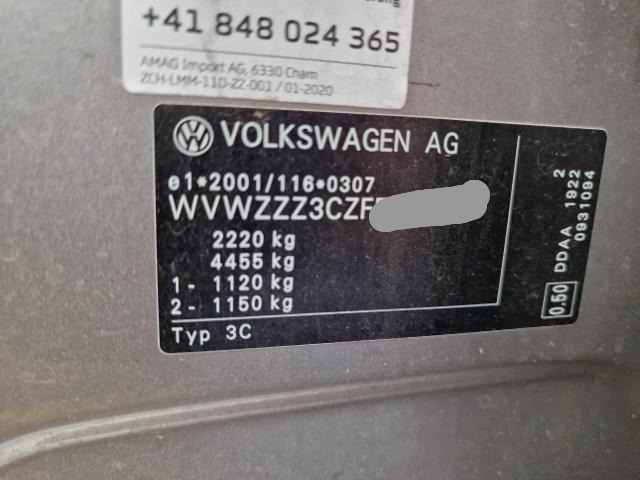 +41 848 024 365
AMAG Import AG, 6330 Cham
ZCH-LMM-11D-ZZ-001 / 01-2020
VOLKSWAGEN AG
e1*2001/116*0307
WVWZZZ3CZF
2220 kg
4455 kg
1- 1120 kg
2- 1150 kg
Typ 3C
0.50 DDAA 1922 2
0931094